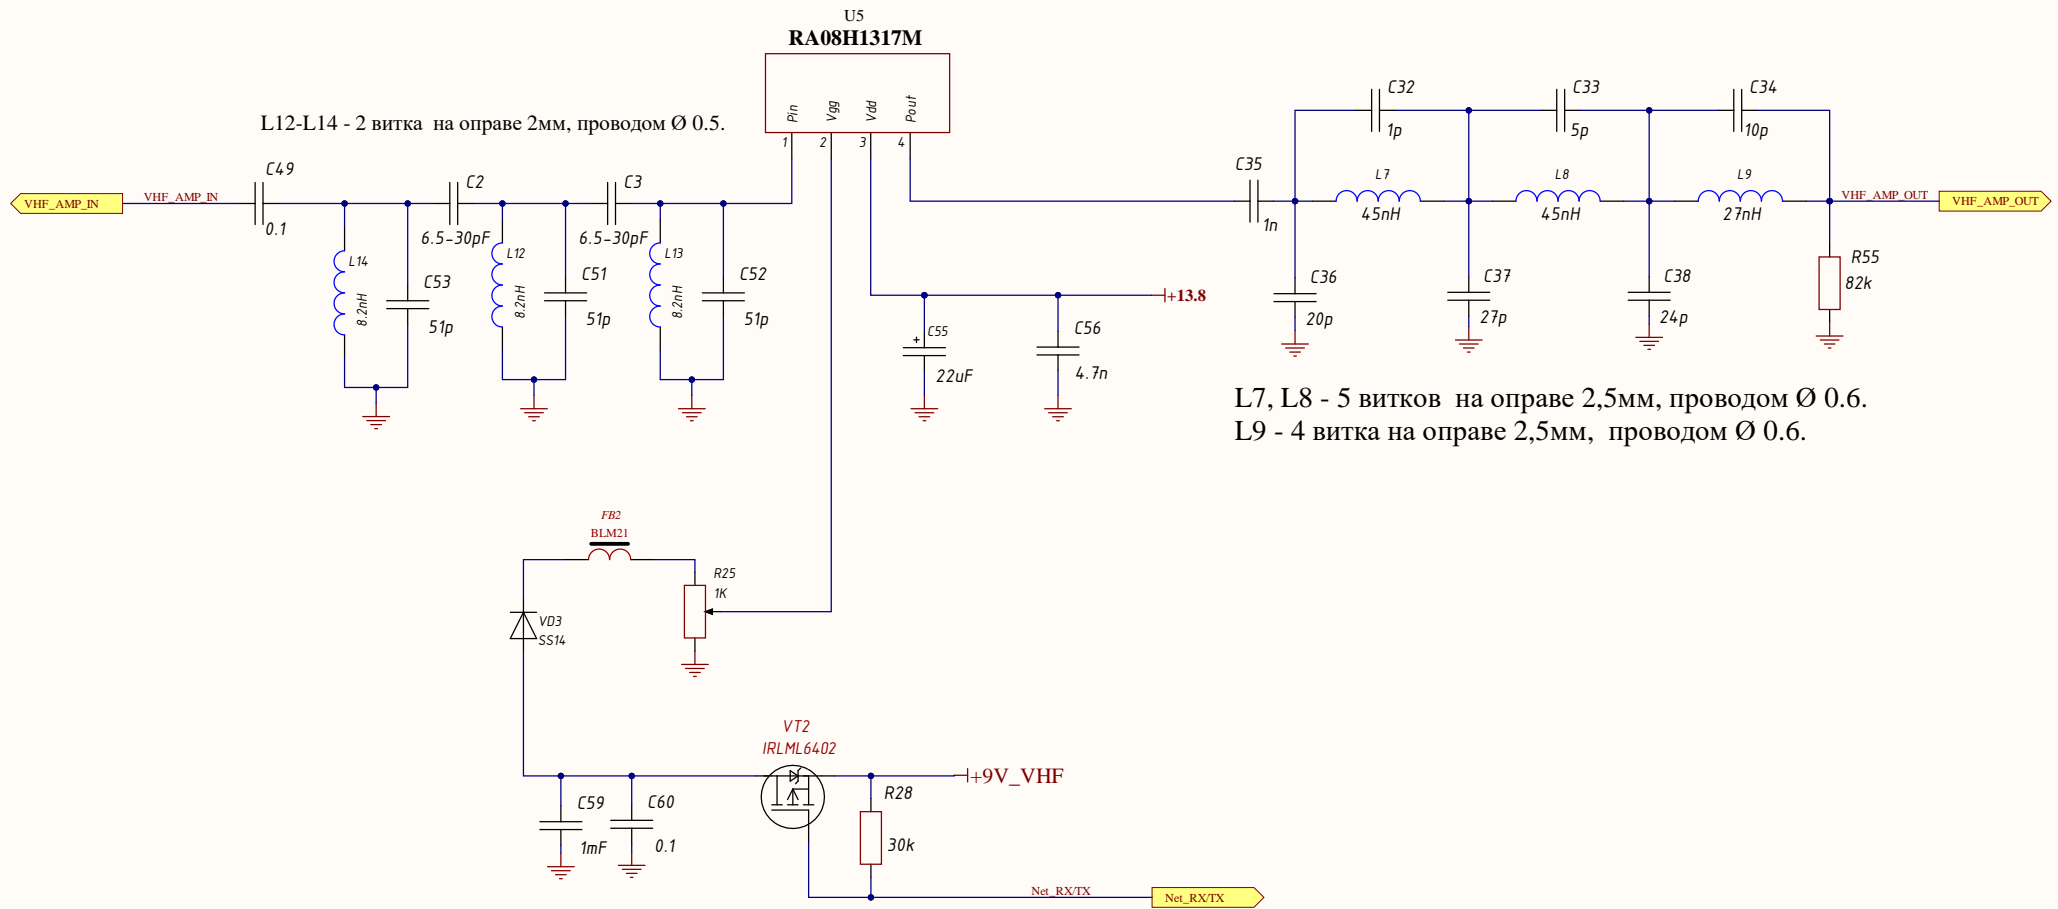 U5
RA08H1317M
Pin
Vgg
Vdd
Pout
1
2
3
4
L12-L14 - 2 витка на оправе 2мм, проводом Ø 0.5.
VHF_AMP_IN
VHF_AMP_IN
C49
0.1
C2
6.5-30pF
C3
6.5-30pF
L14
8.2nH
C53
51p
L12
8.2nH
C51
51p
L13
8.2nH
C52
51p
C32
1p
C33
5p
C34
10p
C35
1n
L7
45nH
L8
45nH
L9
27nH
VHF_AMP_OUT
VHF_AMP_OUT
C36
20p
C37
27p
C38
24p
R55
82k
+13.8
+
C55
22uF
C56
4.7n
L7, L8 - 5 витков на оправе 2,5мм, проводом Ø 0.6.
L9 - 4 витка на оправе 2,5мм, проводом Ø 0.6.
FB2
BLM21
R25
1K
VD3
SS14
VT2
IRLML6402
+9V_VHF
C59
1mF
C60
0.1
R28
30k
Net_RX/TX
Net_RX/TX